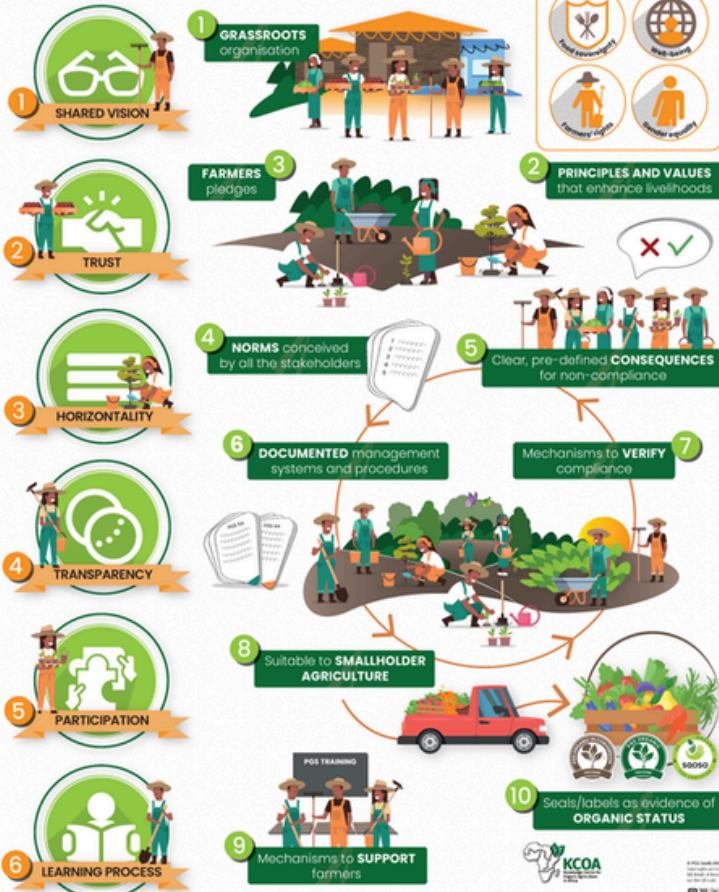 1
SHARED VISION
2
TRUST
3
HORIZONTALITY
4
TRANSPARENCY
5
PARTICIPATION
6
LEARNING PROCESS
1
GRASSROOTS
organisation
Food sovereignty
Well-being
Farmers' rights
Gender equality
2
PRINCIPLES AND VALUES
that enhance livelihoods
3
FARMERS
pledges
4
NORMS conceived
by all the stakeholders
5
Clear, pre-defined CONSEQUENCES
for non-compliance
6
DOCUMENTED management
systems and procedures
7
Mechanisms to VERIFY
compliance
8
Suitable to SMALLHOLDER
AGRICULTURE
PGS TRAINING
9
Mechanisms to SUPPORT
farmers
SOOSO
10
Seals/labels as evidence of
ORGANIC STATUS
KCOA